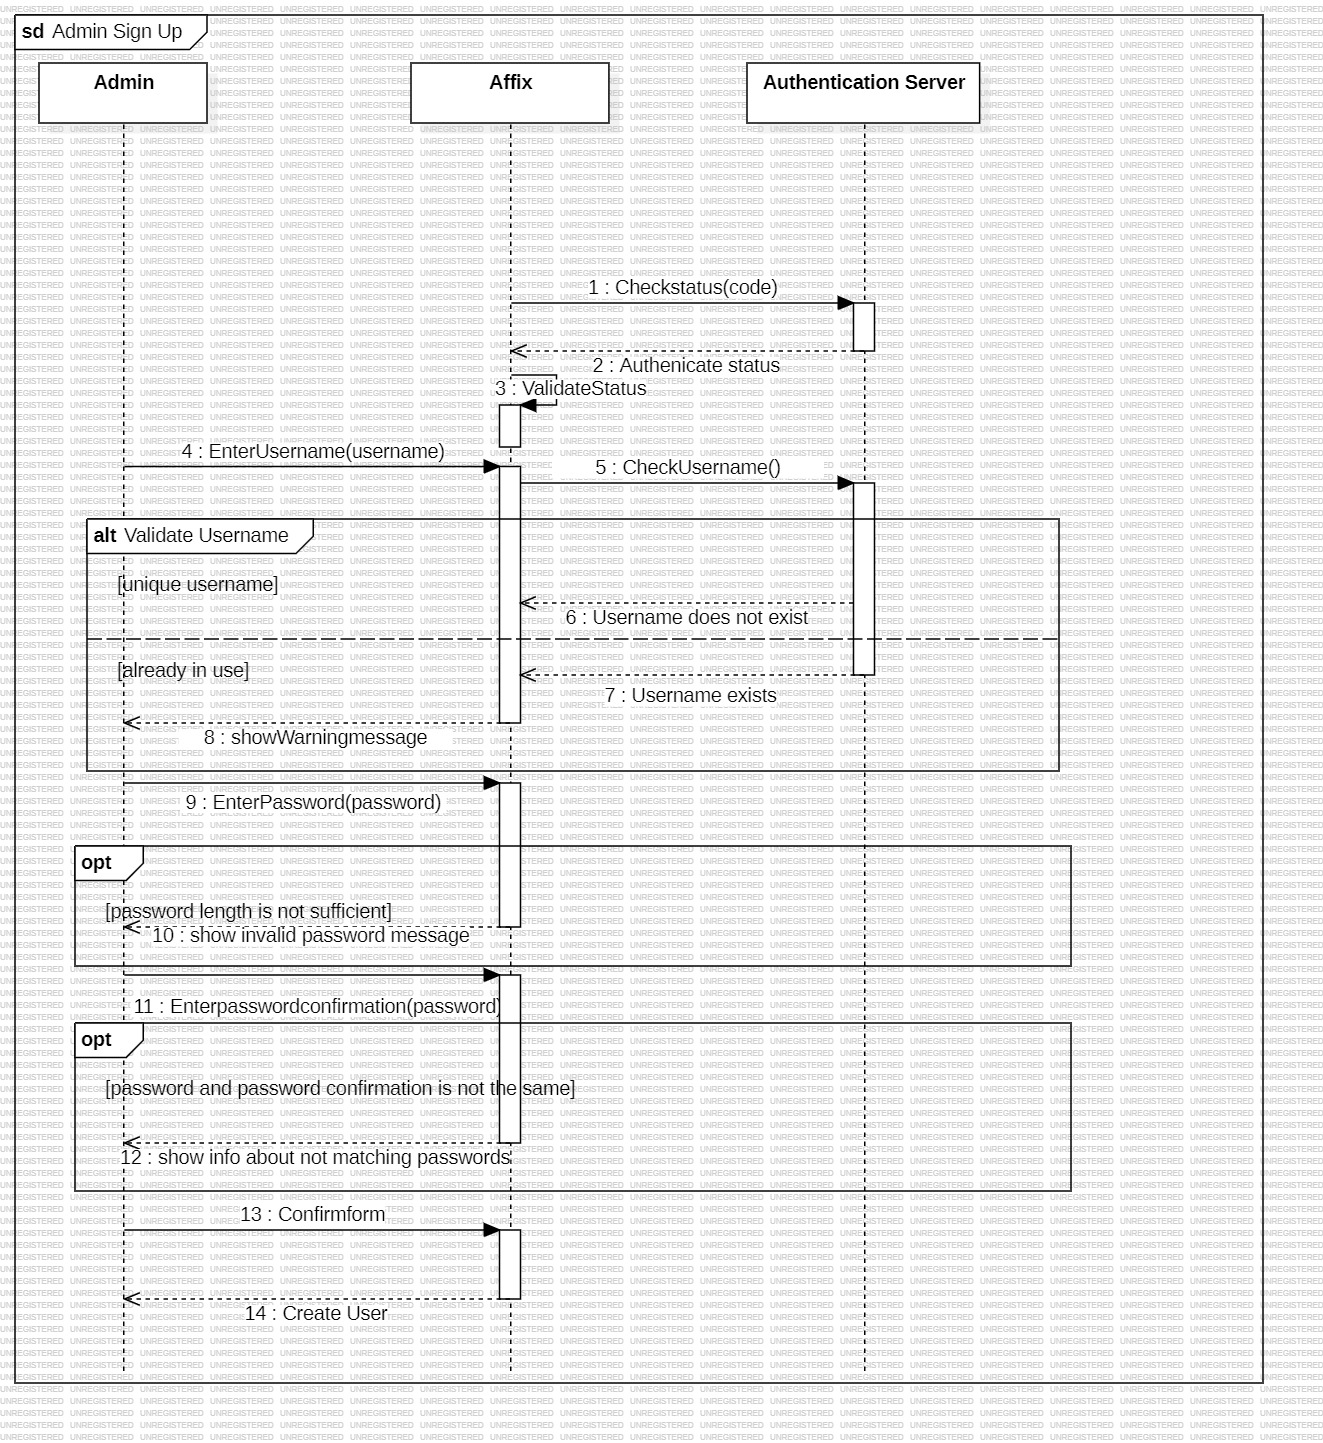 sd Admin Sign Up
Admin
Affix
Authentication Server
1 : Checkstatus(code)
2 : Authenicate status
3 : ValidateStatus
4 : EnterUsername(username)
5 : CheckUsername()
alt Validate Username
[unique username]
6 : Username does not exist
[already in use]
7 : Username exists
8 : showWarningmessage
9 : EnterPassword(password)
opt
[password length is not sufficient]
10 : show invalid password message
11 : Enterpasswordconfirmation(password)
opt
[password and password confirmation is not the same]
12 : show info about not matching passwords
13 : Confirmform
14 : Create User
UNREGISTERED